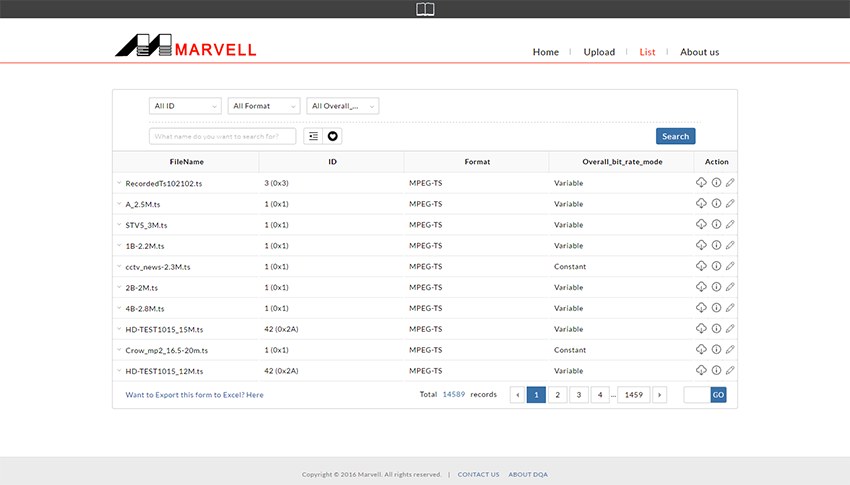 MARVELL
Home | Upload | List | About us
All ID All Format All Overall_...
What name do you want to search for? Search
FileName ID Format Overall_bit_rate_mode Action
RecordedTs102102.ts 3 (0x3) MPEG-TS Variable
A_2.5M.ts 1 (0x1) MPEG-TS Variable
STV5_3M.ts 1 (0x1) MPEG-TS Variable
1B-2.2M.ts 1 (0x1) MPEG-TS Variable
cctv_news-2.3M.ts 1 (0x1) MPEG-TS Constant
2B-2M.ts 1 (0x1) MPEG-TS Variable
4B-2.8M.ts 1 (0x1) MPEG-TS Variable
HD-TEST1015_15M.ts 42 (0x2A) MPEG-TS Variable
Crow_mp2_16.5-20m.ts 1 (0x1) MPEG-TS Constant
HD-TEST1015_12M.ts 42 (0x2A) MPEG-TS Variable
Want to Export this form to Excel? Here Total 14589 records 1 2 3 4 ... 1459 GO
Copyright © 2016 Marvell. All rights reserved. | CONTACT US ABOUT DQA